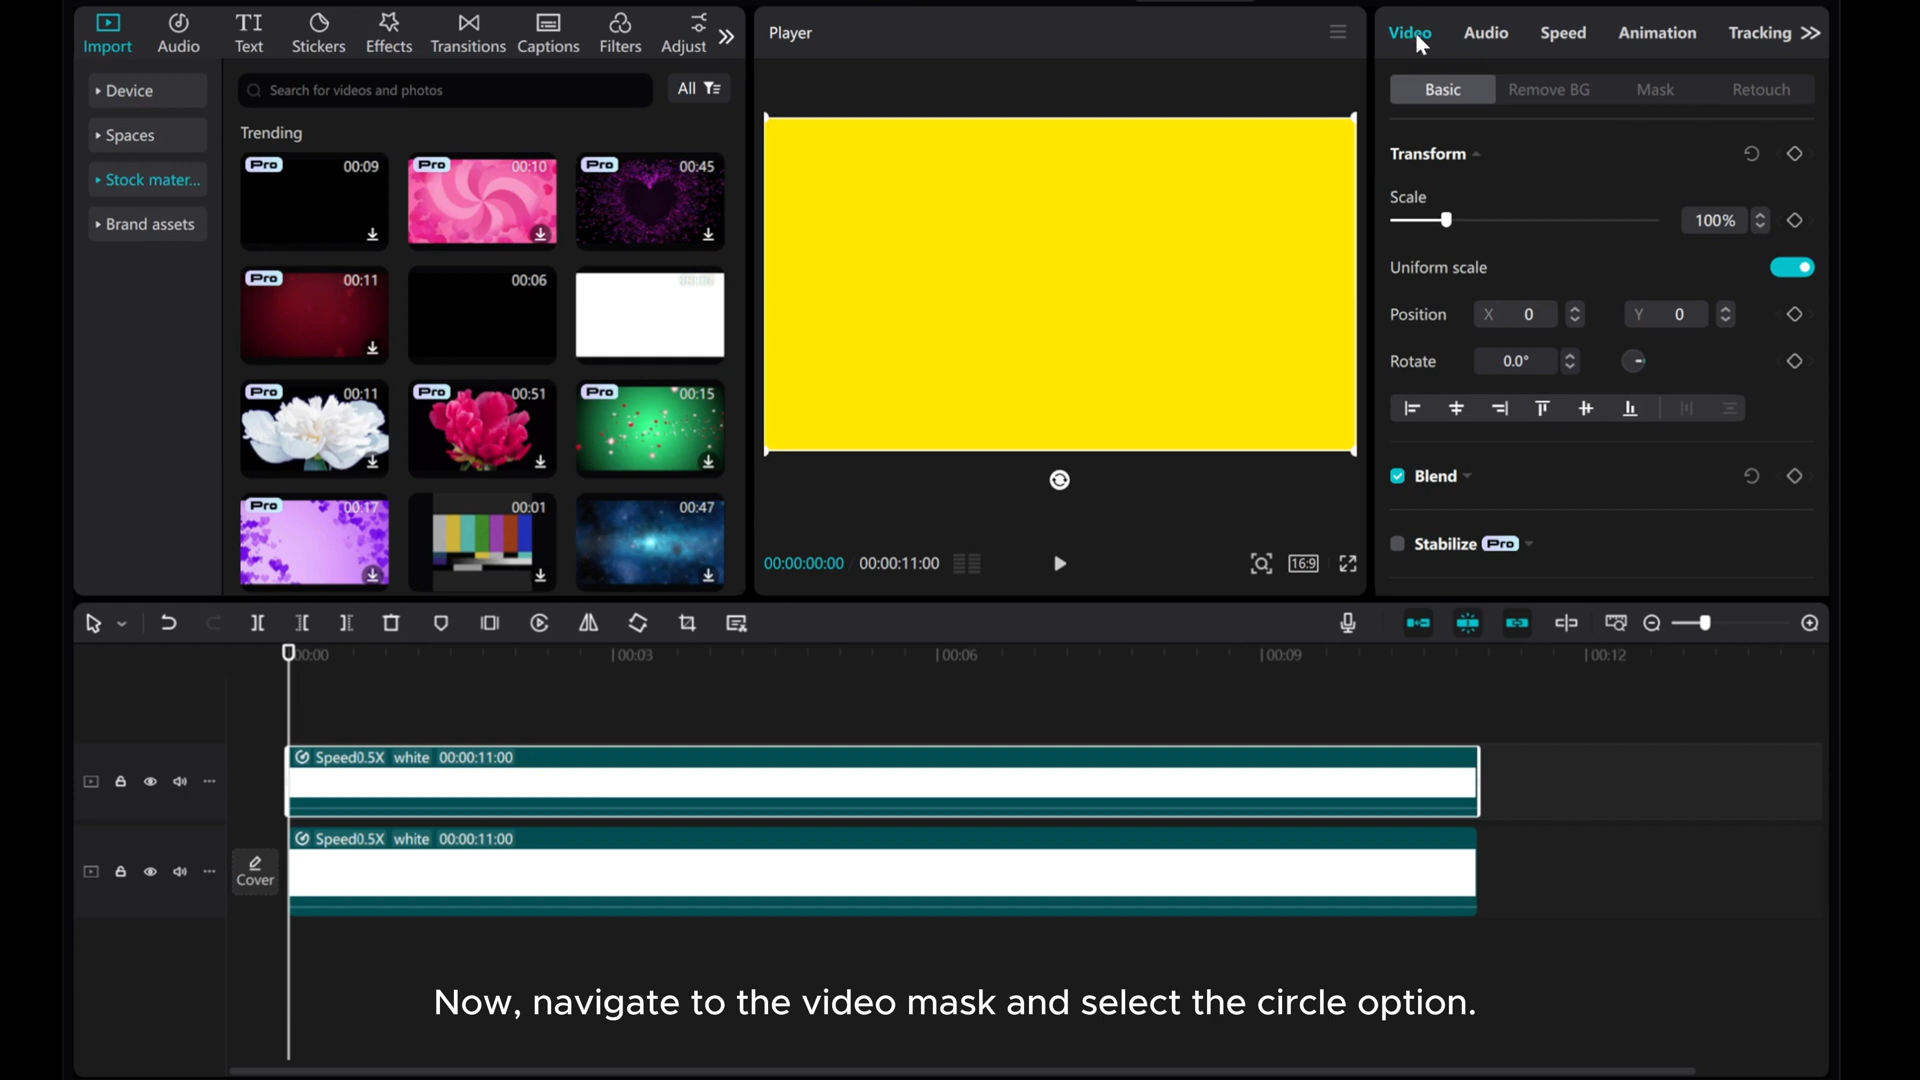 Import
Audio
Text
Stickers
Effects
Transitions
Captions
Filters
Adjust
Player
Video
Audio
Speed
Animation
Tracking
Device
Spaces
Stock mater...
Brand assets
Search for videos and photos
All
Trending
Pro 00:09
Pro 00:10
Pro 00:45
Pro 00:11
00:06
Pro 00:11
Pro 00:51
Pro 00:15
Pro 00:17
00:01
00:47
00:00:00:00
00:00:11:00
16:9
Basic
Remove BG
Mask
Retouch
Transform
Scale
100%
Uniform scale
Position X 0 Y 0
Rotate 0.0°
Blend
Stabilize Pro
00:00
00:03
00:06
00:09
00:12
Speed0.5X white 00:00:11:00
Speed0.5X white 00:00:11:00
Cover
Now, navigate to the video mask and select the circle option.